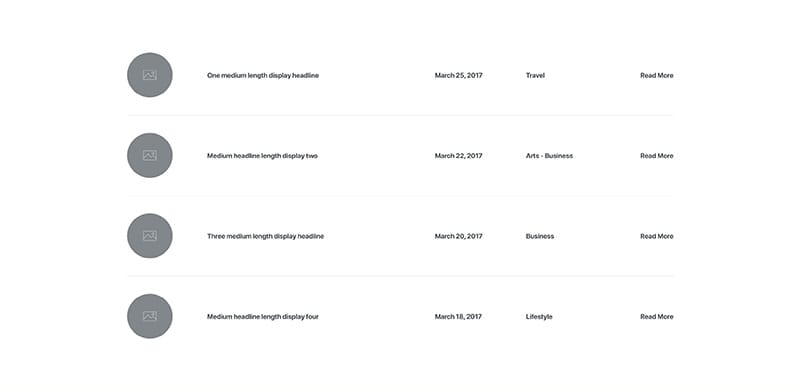 One medium length display headline March 25, 2017 Travel Read More
Medium headline length display two March 22, 2017 Arts - Business Read More
Three medium length display headline March 20, 2017 Business Read More
Medium headline length display four March 18, 2017 Lifestyle Read More